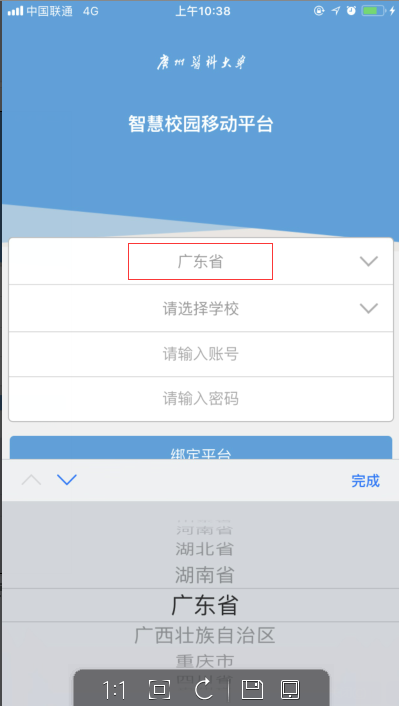 中国联通 4G 上午10:38
广州医科大学
智慧校园移动平台
广东省
请选择学校
请输入账号
请输入密码
绑定平台
完成
河南省
湖北省
湖南省
广东省
广西壮族自治区
重庆市
1:1